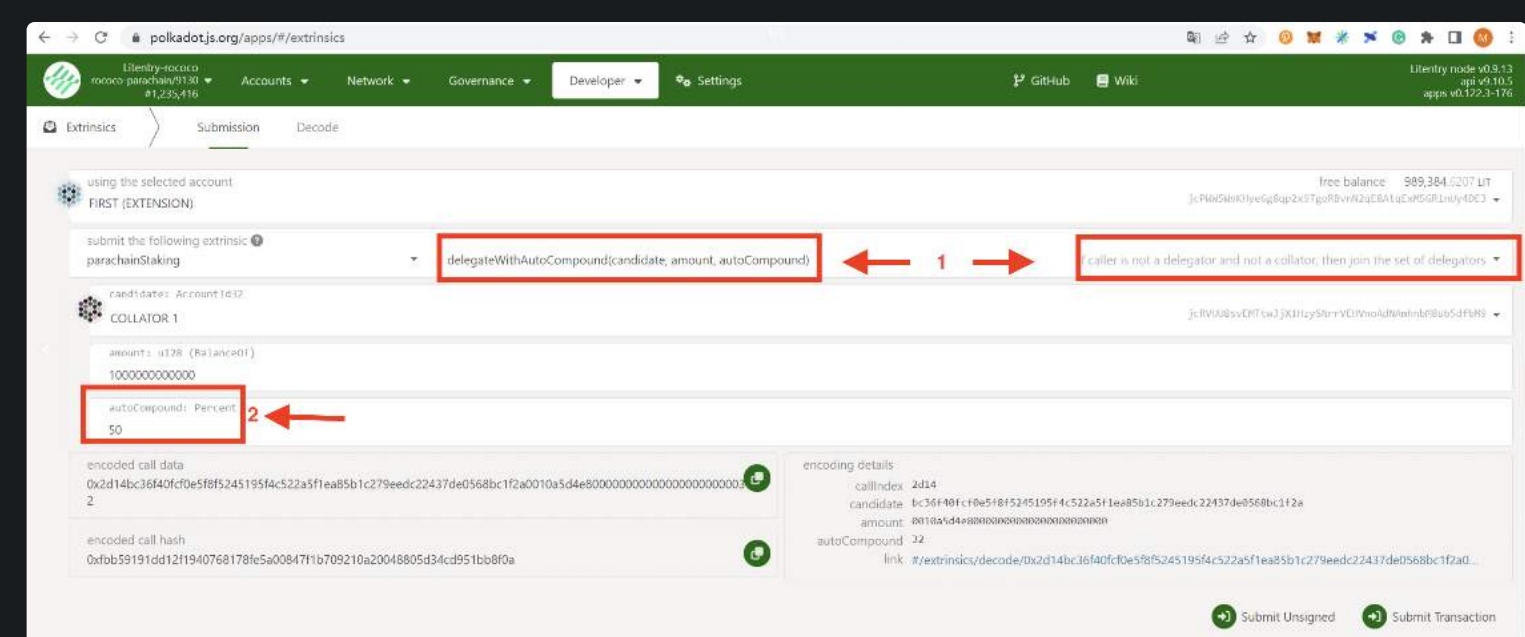 polkadot.js.org/apps/#/extrinsics
Litentry-rococo
rococo-parachain/9130
#1,235,416
Accounts
Network
Governance
Developer
Settings
GitHub
Wiki
Litentry node v0.9.13
api v9.10.5
apps v0.122.3-176
Extrinsics
Submission
Decode
using the selected account
FIRST (EXTENSION)
free balance 989,384.6207 LIT
submit the following extrinsic
parachainStaking
delegateWithAutoCompound(candidate, amount, autoCompound)
1
f caller is not a delegator and not a collator, then join the set of delegators
candidate: AccountId32
COLLATOR 1
amount: u128 (BalanceOf)
1000000000000
autoCompound: Percent
2
50
encoded call data
encoded call hash
0xfbb59191dd12f1940768178fe5a00847f1b709210a20048805d34cd951bb8f0a
encoding details
callIndex 2d14
candidate bc36f40fcf0e5f8f5245195f4c522a5f1ea85b1c279eedc22437de0568bc1f2a
amount 0010a5d4e80000000000000000000000
autoCompound 32
link #/extrinsics/decode/0x2d14bc36f40fcf0e5f8f5245195f4c522a5f1ea85b1c279eedc22437de0568bc1f2a0...
Submit Unsigned
Submit Transaction